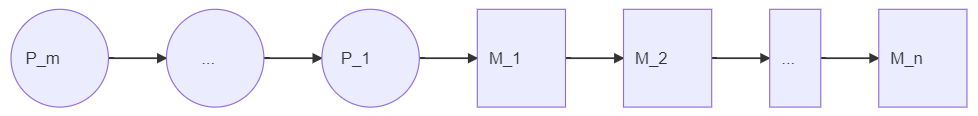 P_m ... P_1 M_1 M_2 ... M_n